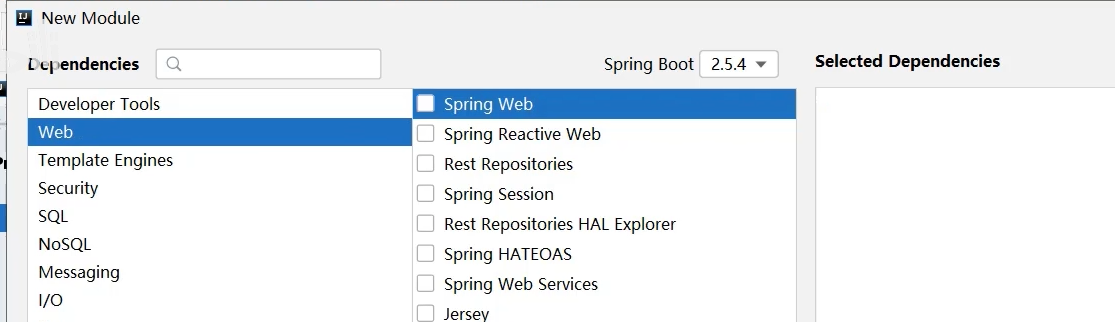 New Module
Dependencies
Spring Boot 2.5.4
Selected Dependencies
Developer Tools
Web
Template Engines
Security
SQL
NoSQL
Messaging
I/O
Spring Web
Spring Reactive Web
Rest Repositories
Spring Session
Rest Repositories HAL Explorer
Spring HATEOAS
Spring Web Services
Jersey